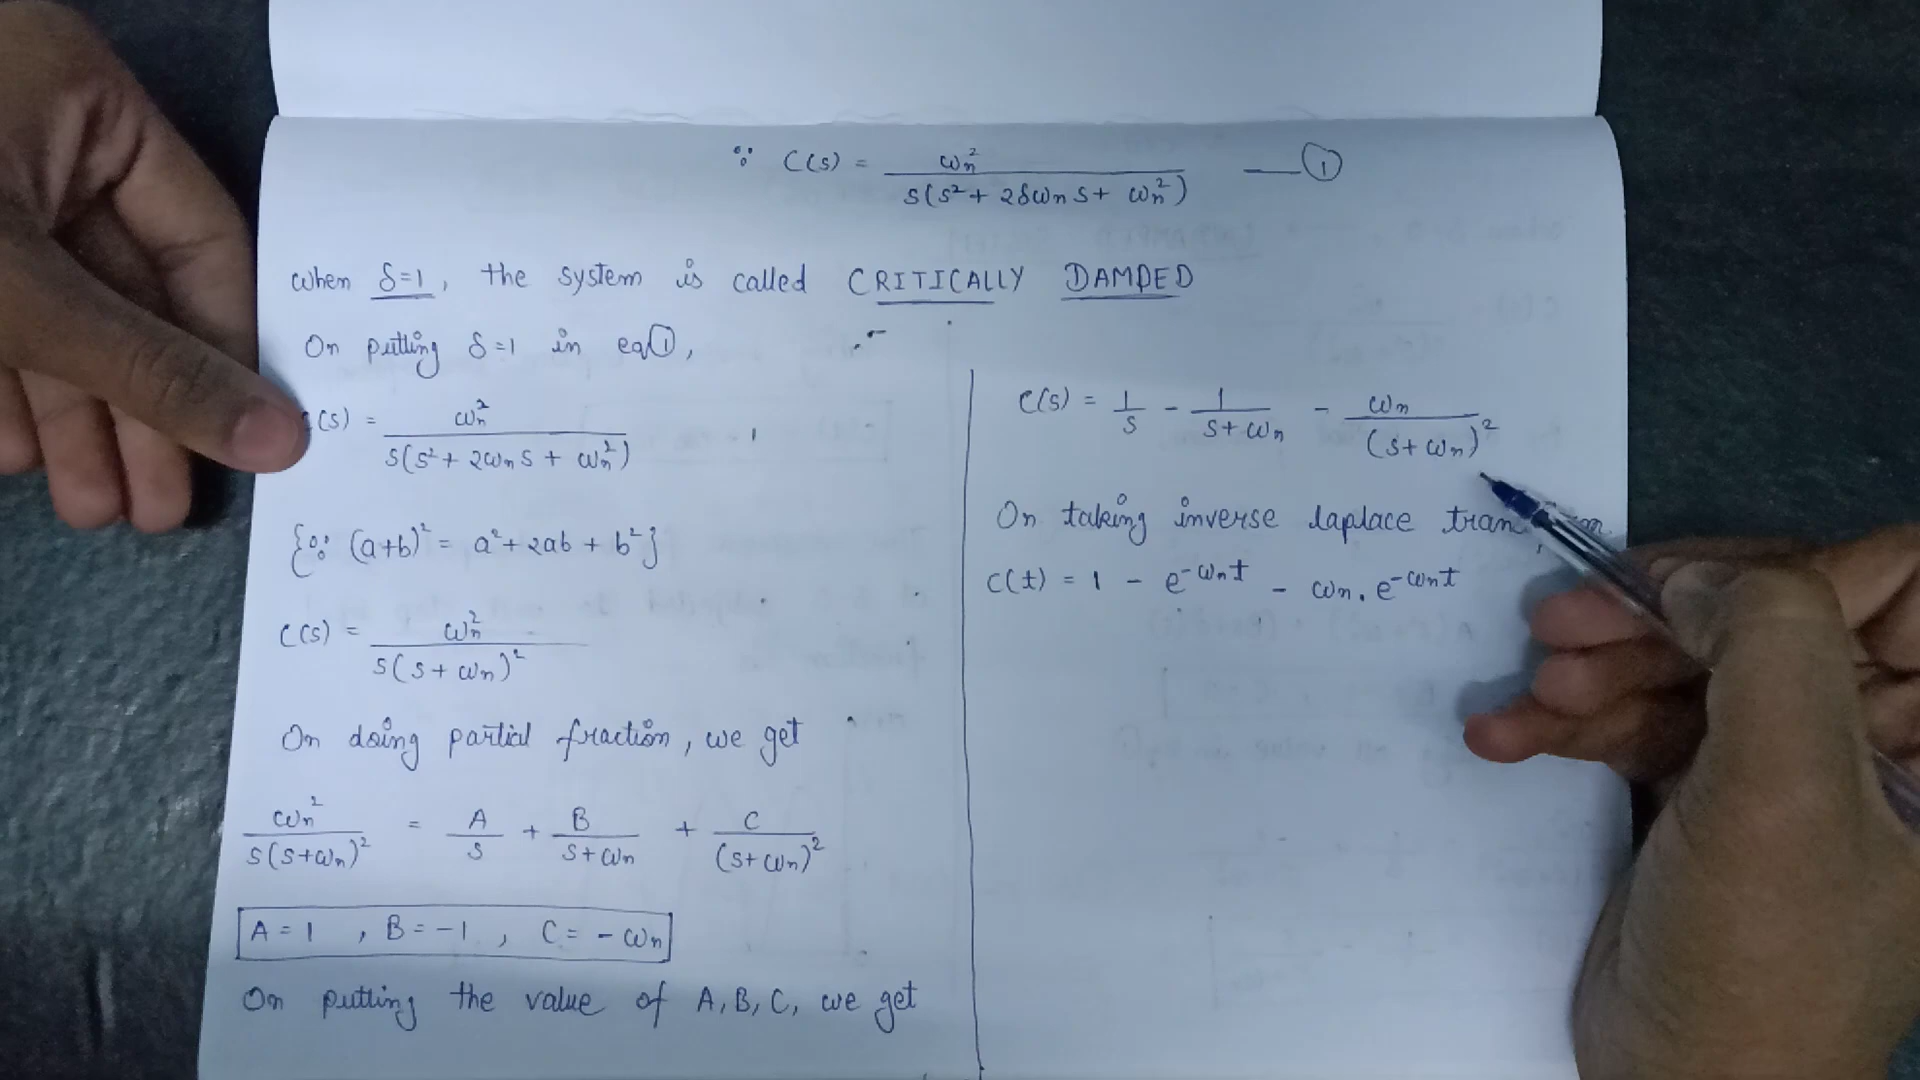 ∵ C(s) = ωn² / s(s² + 2δωn s + ωn²) —— ①
When δ=1, the system is called CRITICALLY DAMPED
On putting δ=1 in eq①,
(s) = ωn² / s(s² + 2ωn s + ωn²)
{∵ (a+b)² = a² + 2ab + b²}
C(s) = ωn² / s(s + ωn)²
On doing partial fraction, we get
ωn² / s(s+ωn)² = A/s + B/s+ωn + C/(s+ωn)²
A = 1 , B = -1 , C = - ωn
On putting the value of A, B, C, we get
C(s) = 1/s - 1/s+ωn - ωn/(s+ωn)²
On taking inverse laplace
C(t) = 1 - e^-ωnt - ωn. e^-ωnt